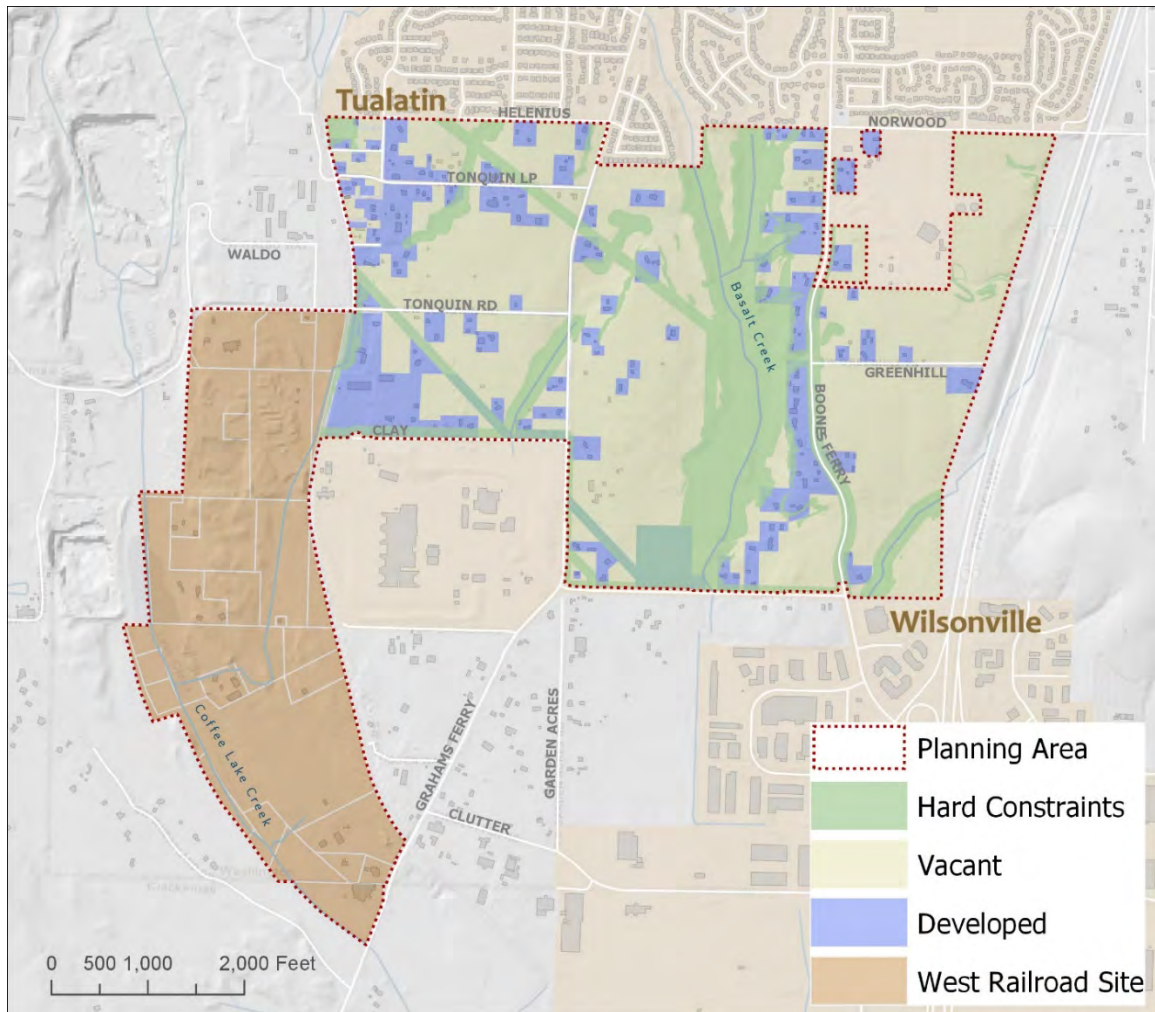 Tualatin
HELENIUS
NORWOOD
TONQUIN LP
WALDO
TONQUIN RD
Basalt Creek
GREENHILL
BOONES FERRY
CLAY
Wilsonville
Coffee Lake Creek
GRAHAMS FERRY
GARDEN ACRES
CLUTTER
Clackamas
Planning Area
Hard Constraints
Vacant
Developed
West Railroad Site
0 500 1,000 2,000 Feet